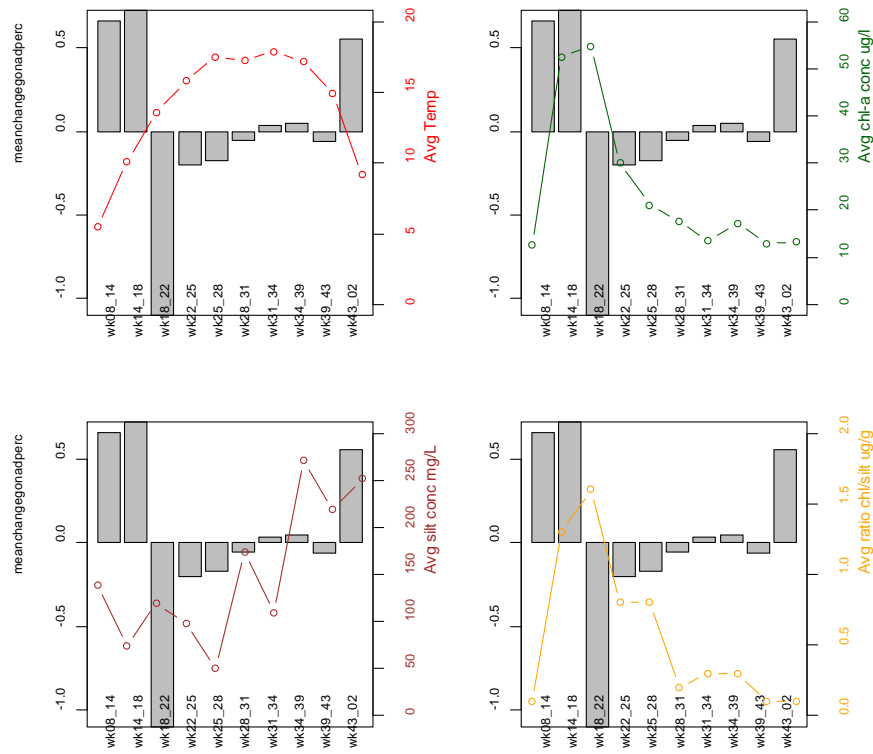 meanchangegonadperc
0.5
0.0
-0.5
-1.0
wk08_14
wk14_18
wk18_22
wk22_25
wk25_28
wk28_31
wk31_34
wk34_39
wk39_43
wk43_02
0
5
10
15
20
Avg Temp
0.5
0.0
-0.5
-1.0
wk08_14
wk14_18
wk18_22
wk22_25
wk25_28
wk28_31
wk31_34
wk34_39
wk39_43
wk43_02
0
10
20
30
40
50
60
Avg chl-a conc ug/l
meanchangegonadperc
0.5
0.0
-0.5
-1.0
wk08_14
wk14_18
wk18_22
wk22_25
wk25_28
wk28_31
wk31_34
wk34_39
wk39_43
wk43_02
0
50
100
150
200
250
300
Avg silt conc mg/L
0.5
0.0
-0.5
-1.0
wk08_14
wk14_18
wk18_22
wk22_25
wk25_28
wk28_31
wk31_34
wk34_39
wk39_43
wk43_02
0.0
0.5
1.0
1.5
2.0
Avg ratio chl/silt ug/g